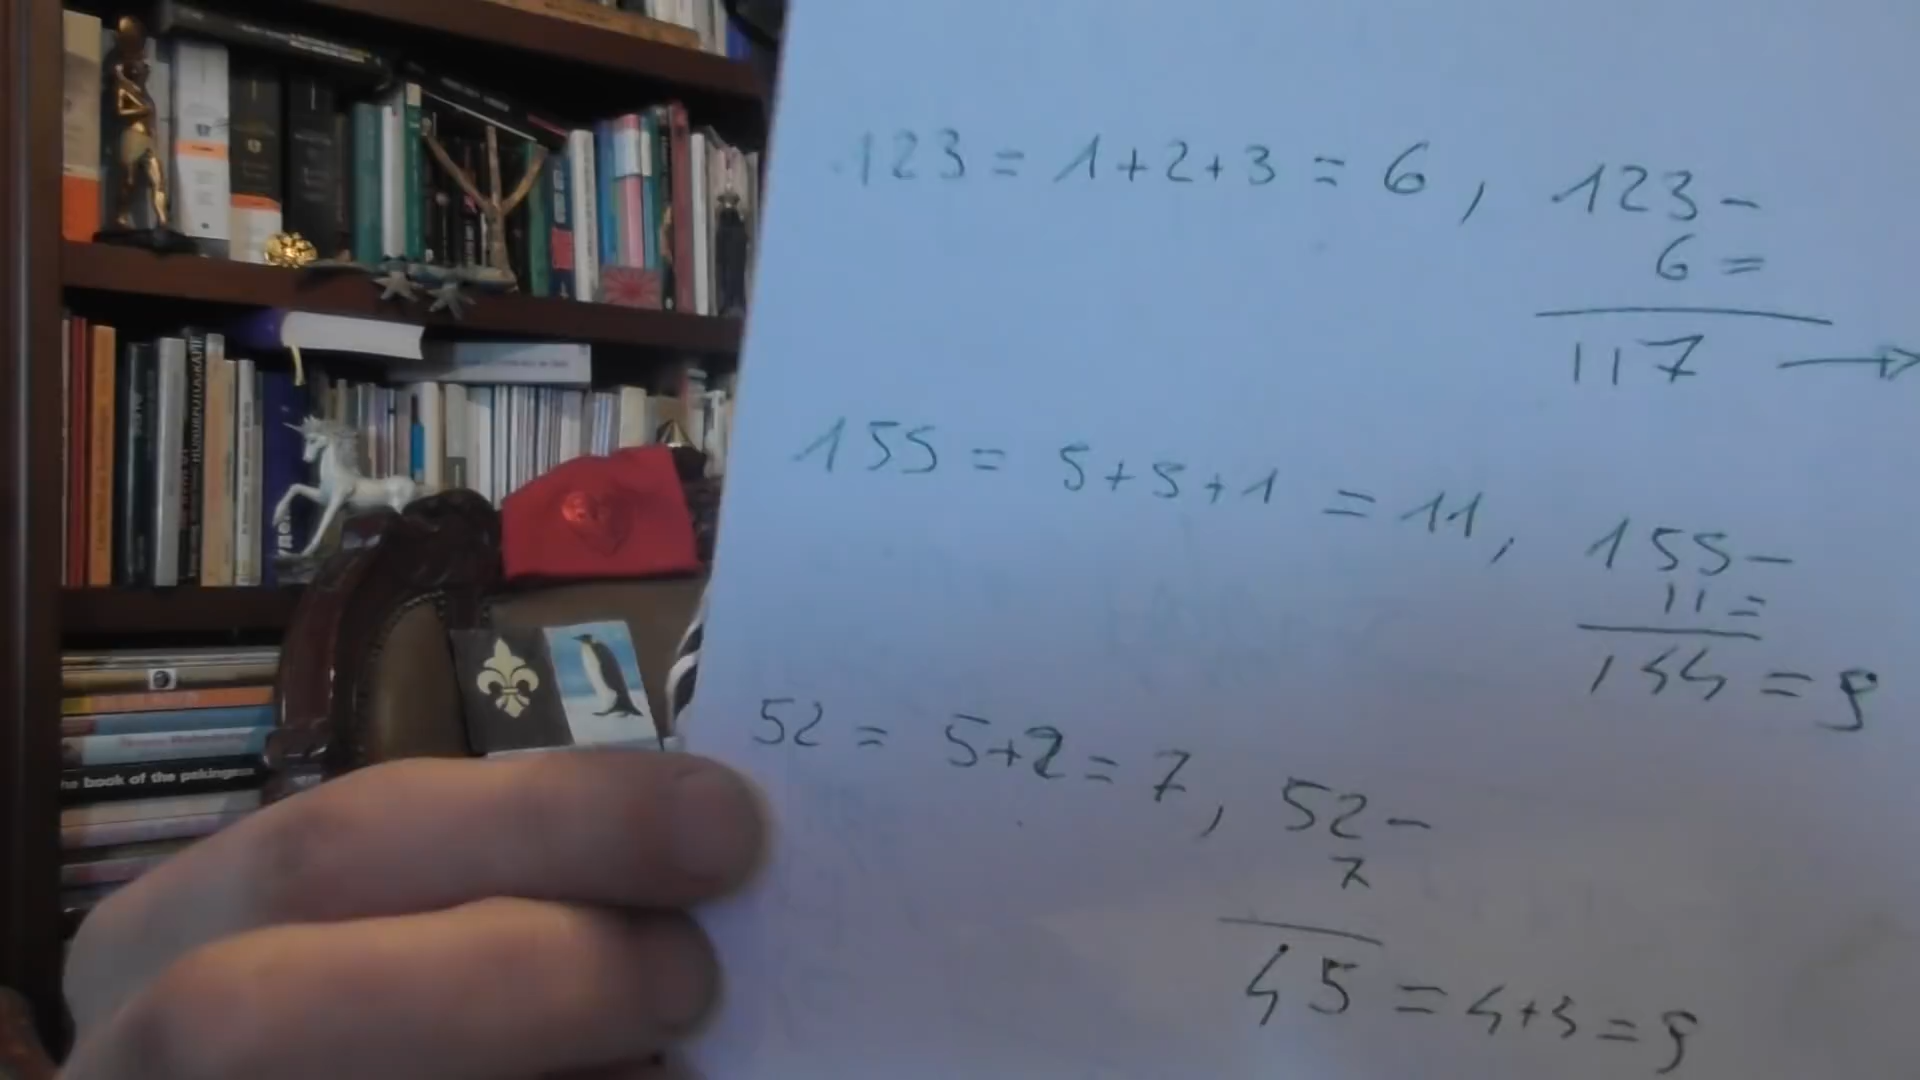 123 = 1+2+3 = 6 , 123 -
6 =
117 →
155 = 5+5+1 = 11 , 155 -
11 =
144 = 9
52 = 5+2 = 7 , 52 -
7
45 = 4+5 = 9
the book of the pekingese